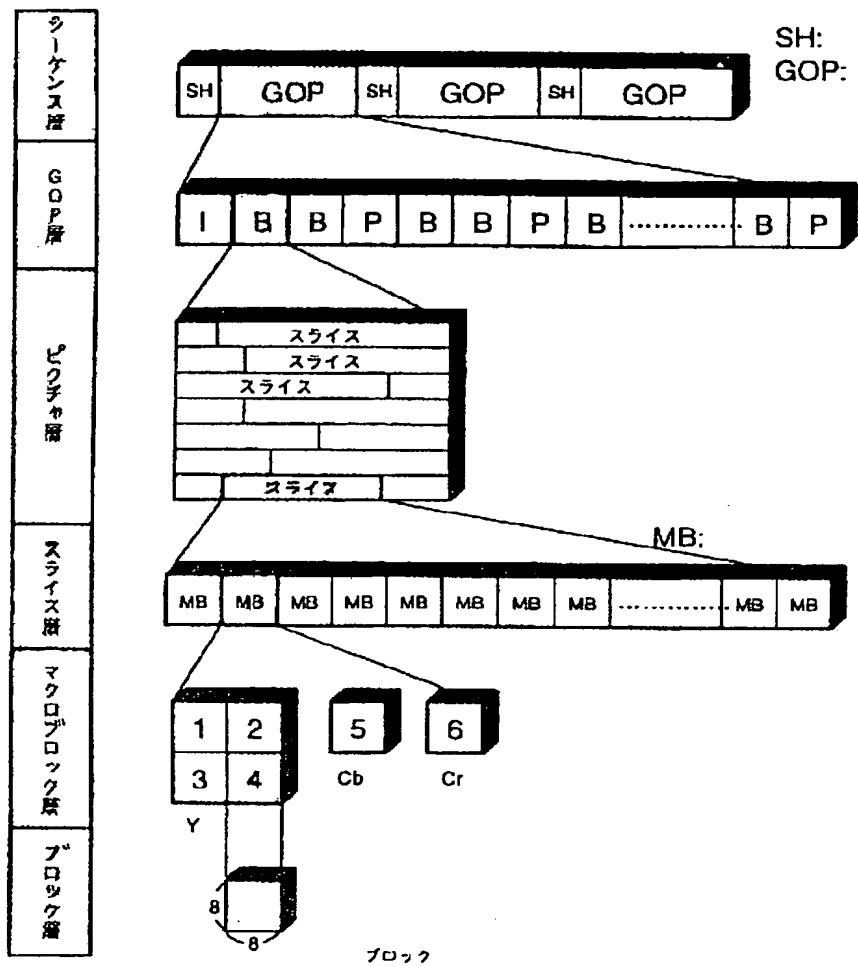 シーケンス層
SH:
GOP:
SH GOP SH GOP SH GOP
GOP層
I B B P B B P B ............... B P
ピクチャ層
スライス
スライス
スライス
スライス
MB:
スライス層
MB MB MB MB MB MB MB MB ............... MB MB
マクロブロック層
1 2 5 6
3 4 Cb Cr
Y
ブロック層
8
8
ブロック